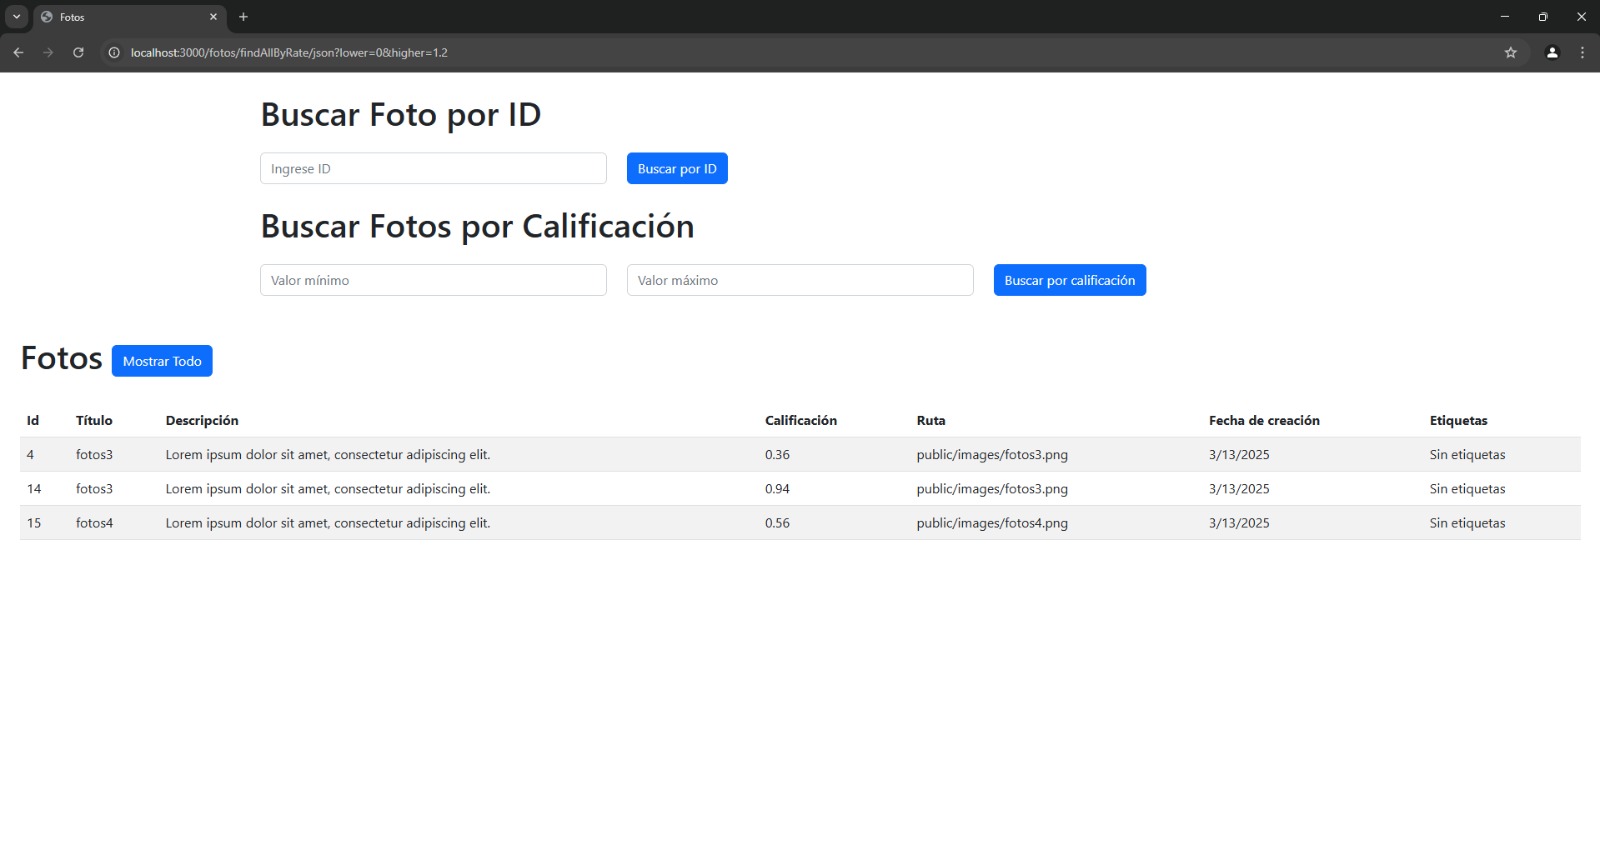 Fotos
localhost:3000/fotos/findAllByRate/json?lower=0&higher=1.2
Buscar Foto por ID
Ingrese ID Buscar por ID
Buscar Fotos por Calificación
Valor mínimo Valor máximo Buscar por calificación
Fotos Mostrar Todo
Id Título Descripción Calificación Ruta Fecha de creación Etiquetas
4 fotos3 Lorem ipsum dolor sit amet, consectetur adipiscing elit. 0.36 public/images/fotos3.png 3/13/2025 Sin etiquetas
14 fotos3 Lorem ipsum dolor sit amet, consectetur adipiscing elit. 0.94 public/images/fotos3.png 3/13/2025 Sin etiquetas
15 fotos4 Lorem ipsum dolor sit amet, consectetur adipiscing elit. 0.56 public/images/fotos4.png 3/13/2025 Sin etiquetas